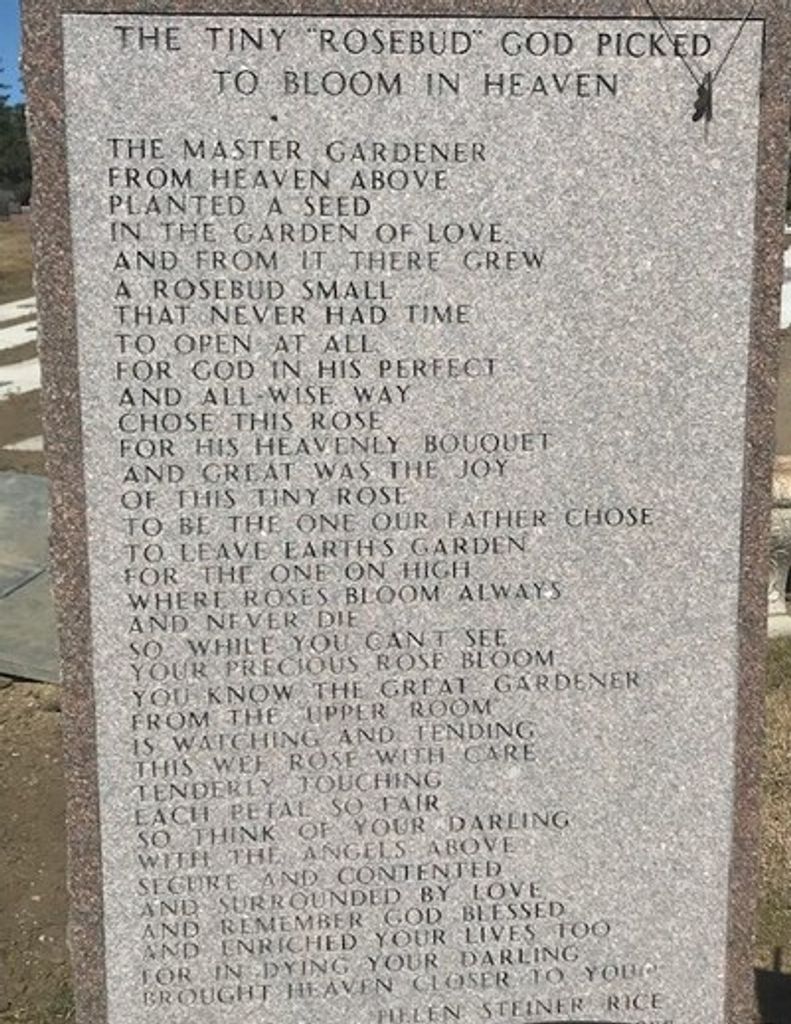 THE TINY "ROSEBUD" GOD PICKED
TO BLOOM IN HEAVEN
THE MASTER GARDENER
FROM HEAVEN ABOVE
PLANTED A SEED
IN THE GARDEN OF LOVE.
AND FROM IT THERE GREW
A ROSEBUD SMALL
THAT NEVER HAD TIME
TO OPEN AT ALL.
FOR GOD IN HIS PERFECT
AND ALL-WISE WAY
CHOSE THIS ROSE
FOR HIS HEAVENLY BOUQUET
AND GREAT WAS THE JOY
OF THIS TINY ROSE
TO BE THE ONE OUR FATHER CHOSE
TO LEAVE EARTH'S GARDEN
FOR THE ONE ON HIGH
WHERE ROSES BLOOM ALWAYS
AND NEVER DIE
SO, WHILE YOU CAN'T SEE
YOUR PRECIOUS ROSE BLOOM
YOU KNOW THE GREAT GARDENER
FROM THE "UPPER ROOM"
IS WATCHING AND TENDING
THIS WEE ROSE WITH CARE
TENDERLY TOUCHING
EACH PETAL SO FAIR
SO THINK OF YOUR DARLING
WITH THE ANGELS ABOVE
SECURE AND CONTENTED
AND SURROUNDED BY LOVE
AND REMEMBER GOD BLESSED
AND ENRICHED YOUR LIVES TOO
FOR IN DYING YOUR DARLING
BROUGHT HEAVEN CLOSER TO YOU!"
HELEN STEINER RICE